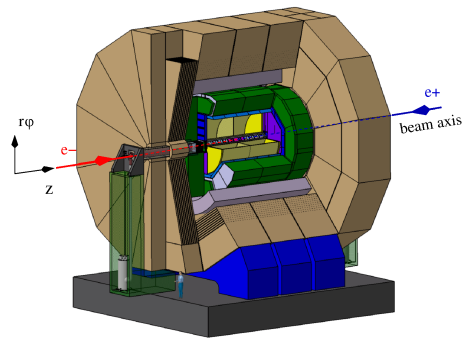 e+
beam axis
rφ
e−
z